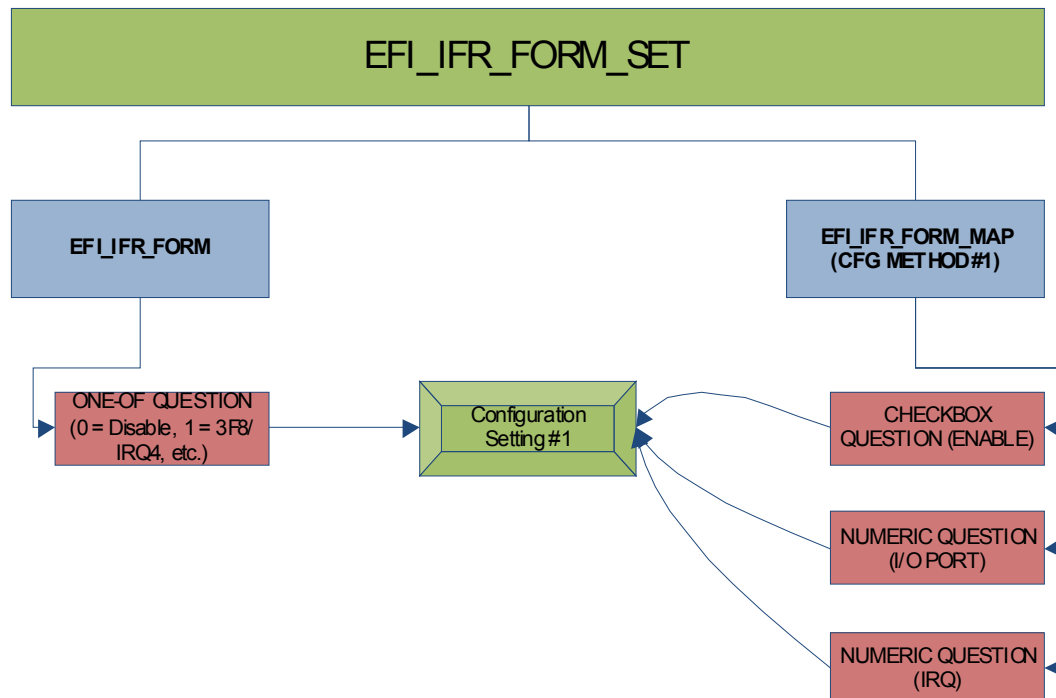 EFI_IFR_FORM_SET
EFI_IFR_FORM
EFI_IFR_FORM_MAP
(CFG METHOD #1)
ONE-OF QUESTION
(0 = Disable, 1 = 3F8/
IRQ4, etc.)
Configuration
Setting #1
CHECKBOX
QUESTION (ENABLE)
NUMERIC QUESTION
(I/O PORT)
NUMERIC QUESTION
(IRQ)